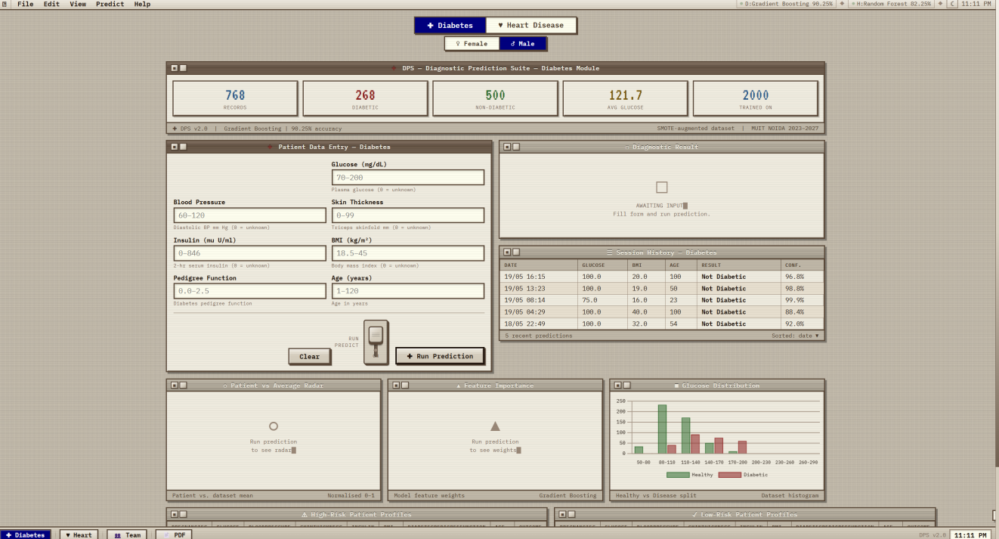 File Edit View Predict Help
D:Gradient Boosting 90.25% ◆ H:Random Forest 82.25% ◆ ☾ 11:11 PM
✚ Diabetes ♥ Heart Disease
♀ Female ♂ Male
DPS — Diagnostic Prediction Suite — Diabetes Module
768 268 500 121.7 2000
RECORDS DIABETIC NON-DIABETIC AVG GLUCOSE TRAINED ON
✚ DPS v2.0 | Gradient Boosting | 90.25% accuracy SMOTE-augmented dataset | MUIT NOIDA 2023-2027
Patient Data Entry — Diabetes
Glucose (mg/dL)
70-200
Plasma glucose (0 = unknown)
Blood Pressure Skin Thickness
60-120 0-99
Diastolic BP mm Hg (0 = unknown) Triceps skinfold mm (0 = unknown)
Insulin (mu U/ml) BMI (kg/m²)
0-846 18.5-45
2-hr serum insulin (0 = unknown) Body mass index (0 = unknown)
Pedigree Function Age (years)
0.0-2.5 1-120
Diabetes pedigree function Age in years
RUN
PREDICT
Clear ✚ Run Prediction
Diagnostic Result
AWAITING INPUT
Fill form and run prediction.
☰ Session History — Diabetes
DATE GLUCOSE BMI AGE RESULT CONF.
19/05 16:15 100.0 20.0 100 Not Diabetic 96.8%
19/05 13:23 100.0 19.0 50 Not Diabetic 98.8%
19/05 08:14 75.0 16.0 23 Not Diabetic 99.9%
19/05 04:29 100.0 40.0 100 Not Diabetic 88.4%
18/05 22:49 100.0 32.0 54 Not Diabetic 92.0%
5 recent predictions Sorted: date ▼
○ Patient vs Average Radar
Run prediction
to see radar
Patient vs. dataset mean Normalised 0-1
▲ Feature Importance
Run prediction
to see weights
Model feature weights Gradient Boosting
■ Glucose Distribution
250
200
150
100
50
0
50-80 80-110 110-140 140-170 170-200 200-230 230-260 260-290
Healthy Diabetic
Healthy vs Disease split Dataset histogram
⚠ High-Risk Patient Profiles ✓ Low-Risk Patient Profiles
✚ Diabetes ♥ Heart Team PDF DPS v2.0 11:11 PM